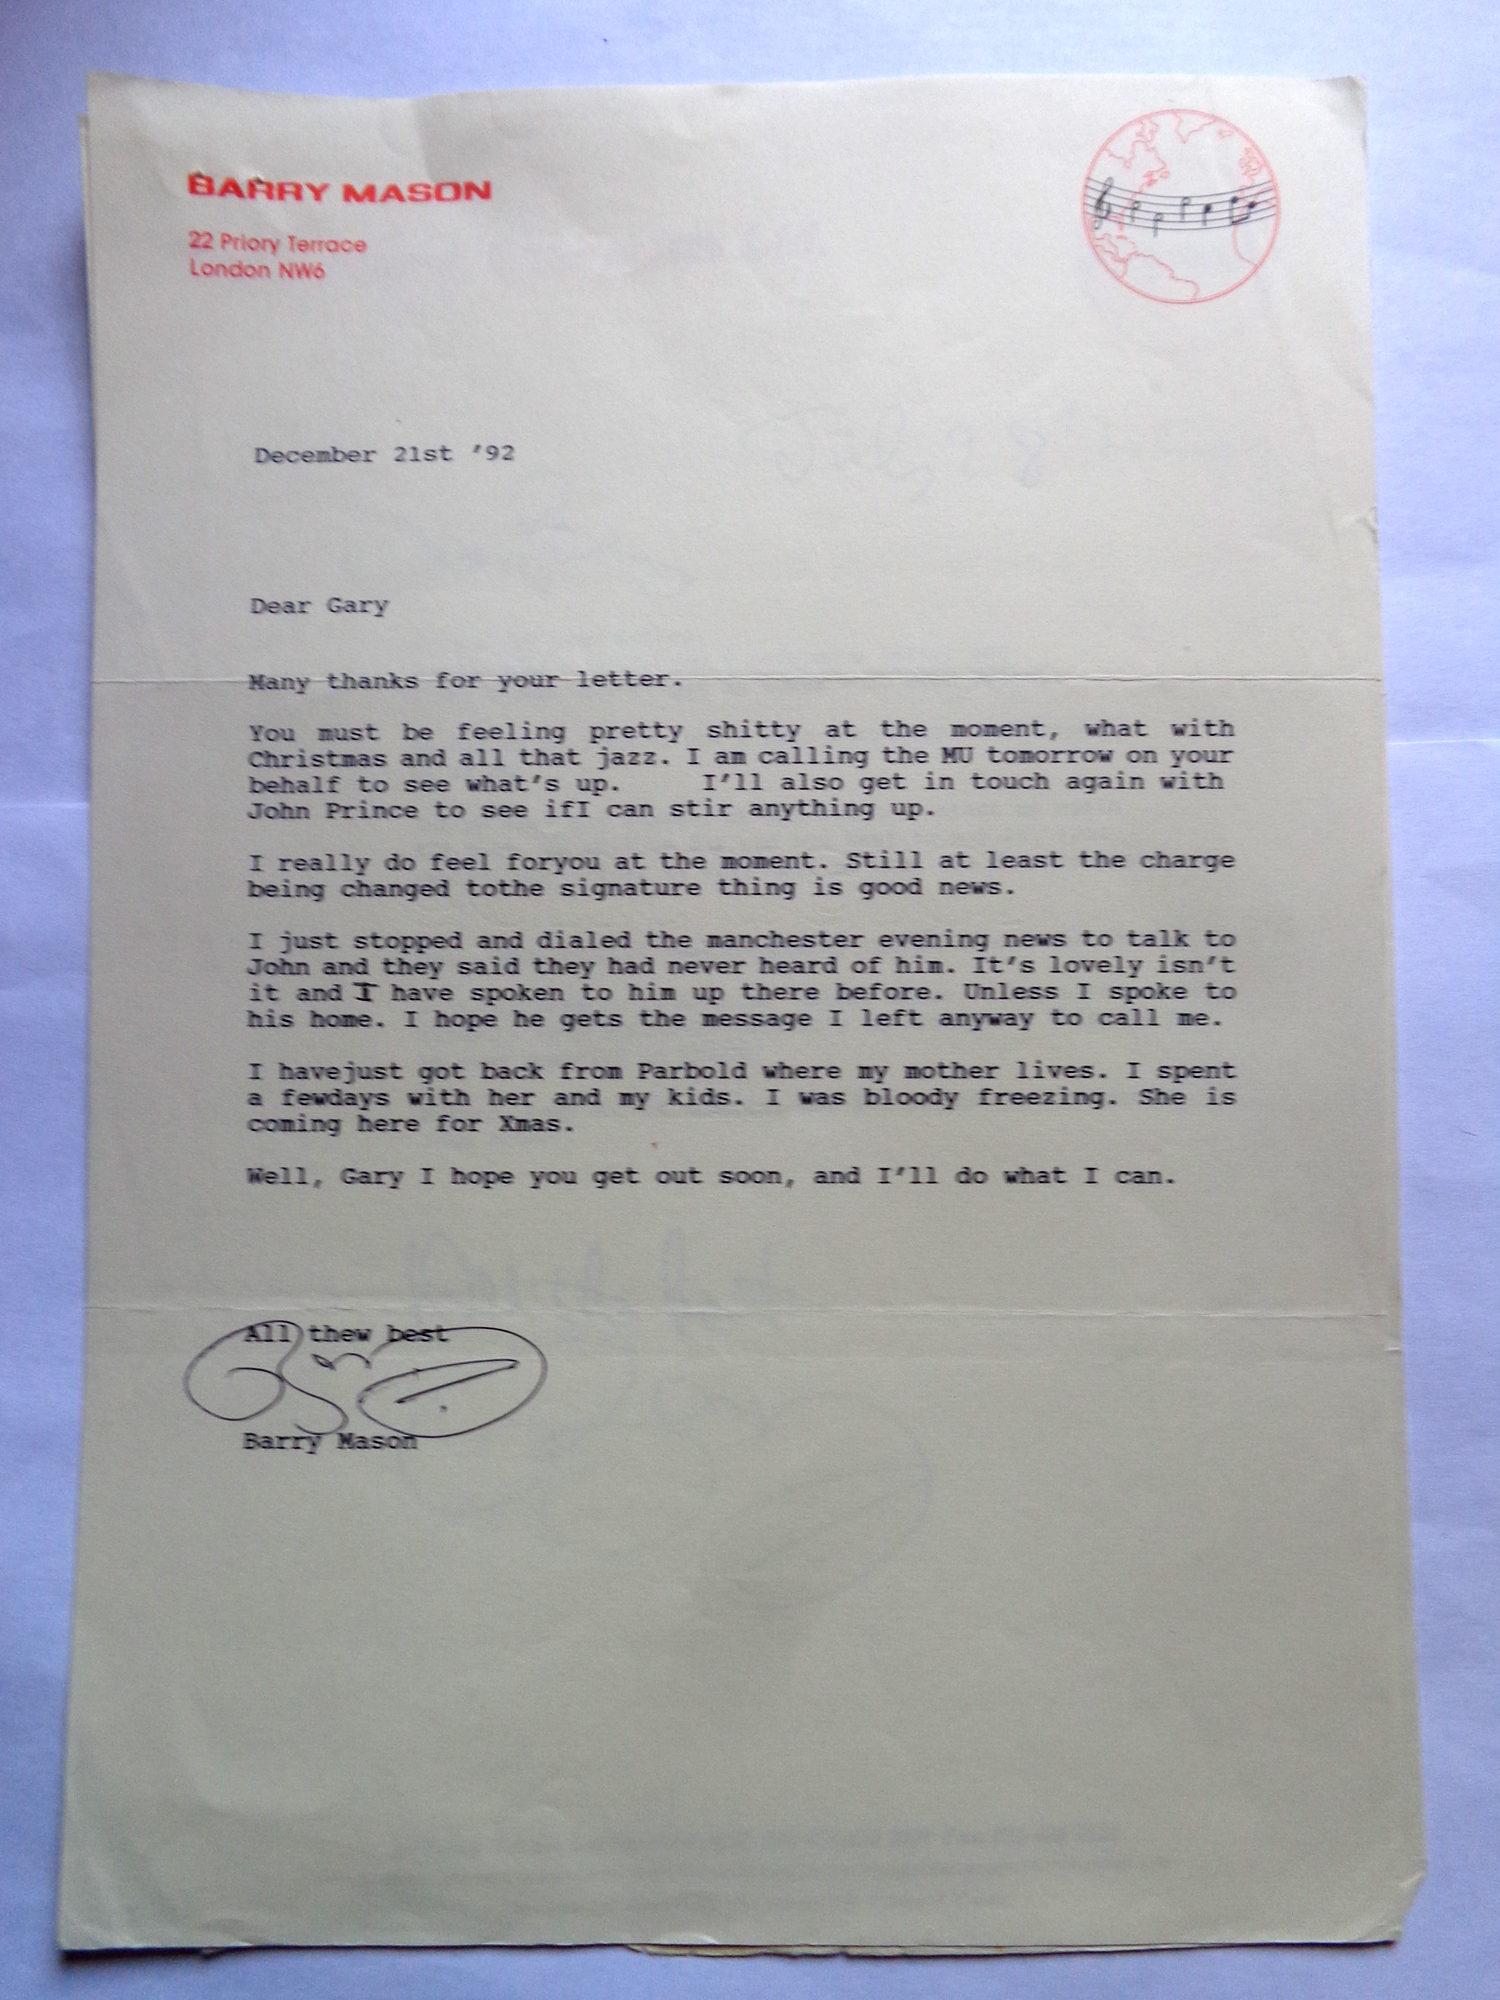 BARRY MASON
22 Priory Terrace
London NW6
December 21st '92
Dear Gary
Many thanks for your letter.
You must be feeling pretty shitty at the moment, what with
Christmas and all that jazz. I am calling the MU tomorrow on your
behalf to see what's up. I'll also get in touch again with
John Prince to see ifI can stir anything up.
I really do feel foryou at the moment. Still at least the charge
being changed tothe signature thing is good news.
I just stopped and dialed the manchester evening news to talk to
John and they said they had never heard of him. It's lovely isn't
it and I have spoken to him up there before. Unless I spoke to
his home. I hope he gets the message I left anyway to call me.
I havejust got back from Parbold where my mother lives. I spent
a fewdays with her and my kids. I was bloody freezing. She is
coming here for Xmas.
Well, Gary I hope you get out soon, and I'll do what I can.
All thew best
Barry Mason